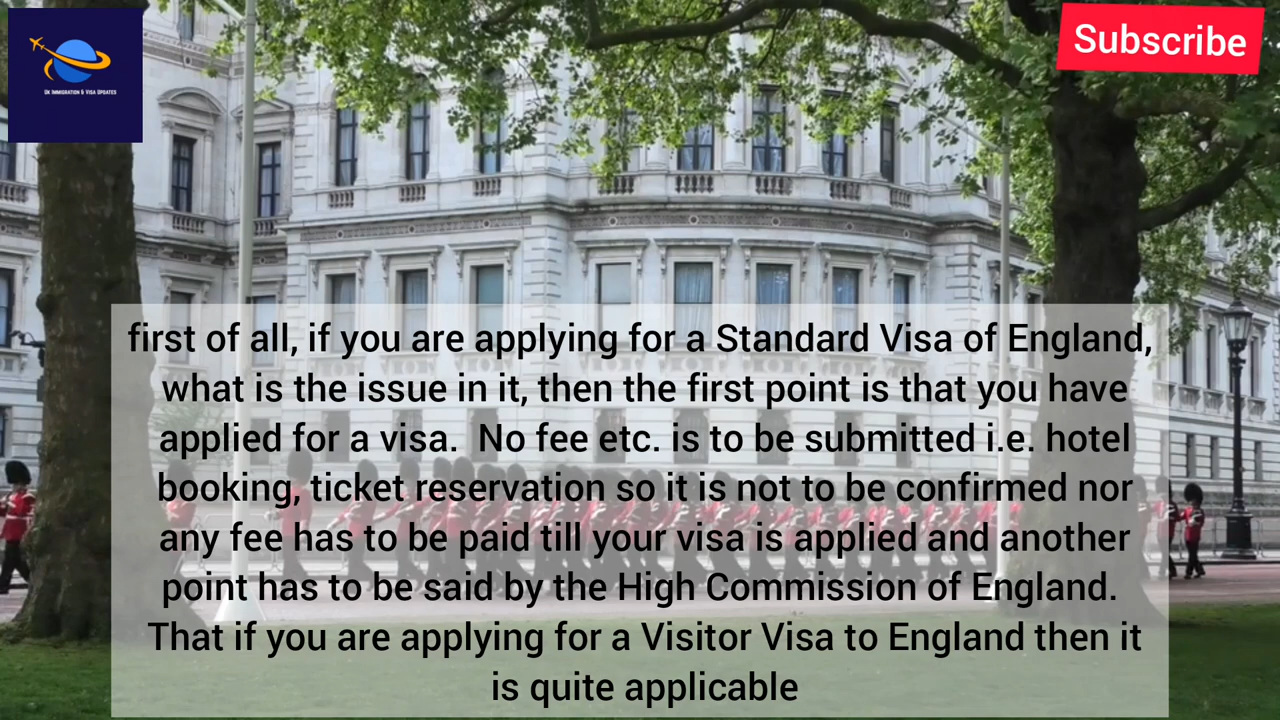 UK IMMIGRATION & VISA UPDATES
Subscribe
first of all, if you are applying for a Standard Visa of England,
what is the issue in it, then the first point is that you have
applied for a visa.  No fee etc. is to be submitted i.e. hotel
booking, ticket reservation so it is not to be confirmed nor
any fee has to be paid till your visa is applied and another
point has to be said by the High Commission of England.
That if you are applying for a Visitor Visa to England then it
is quite applicable